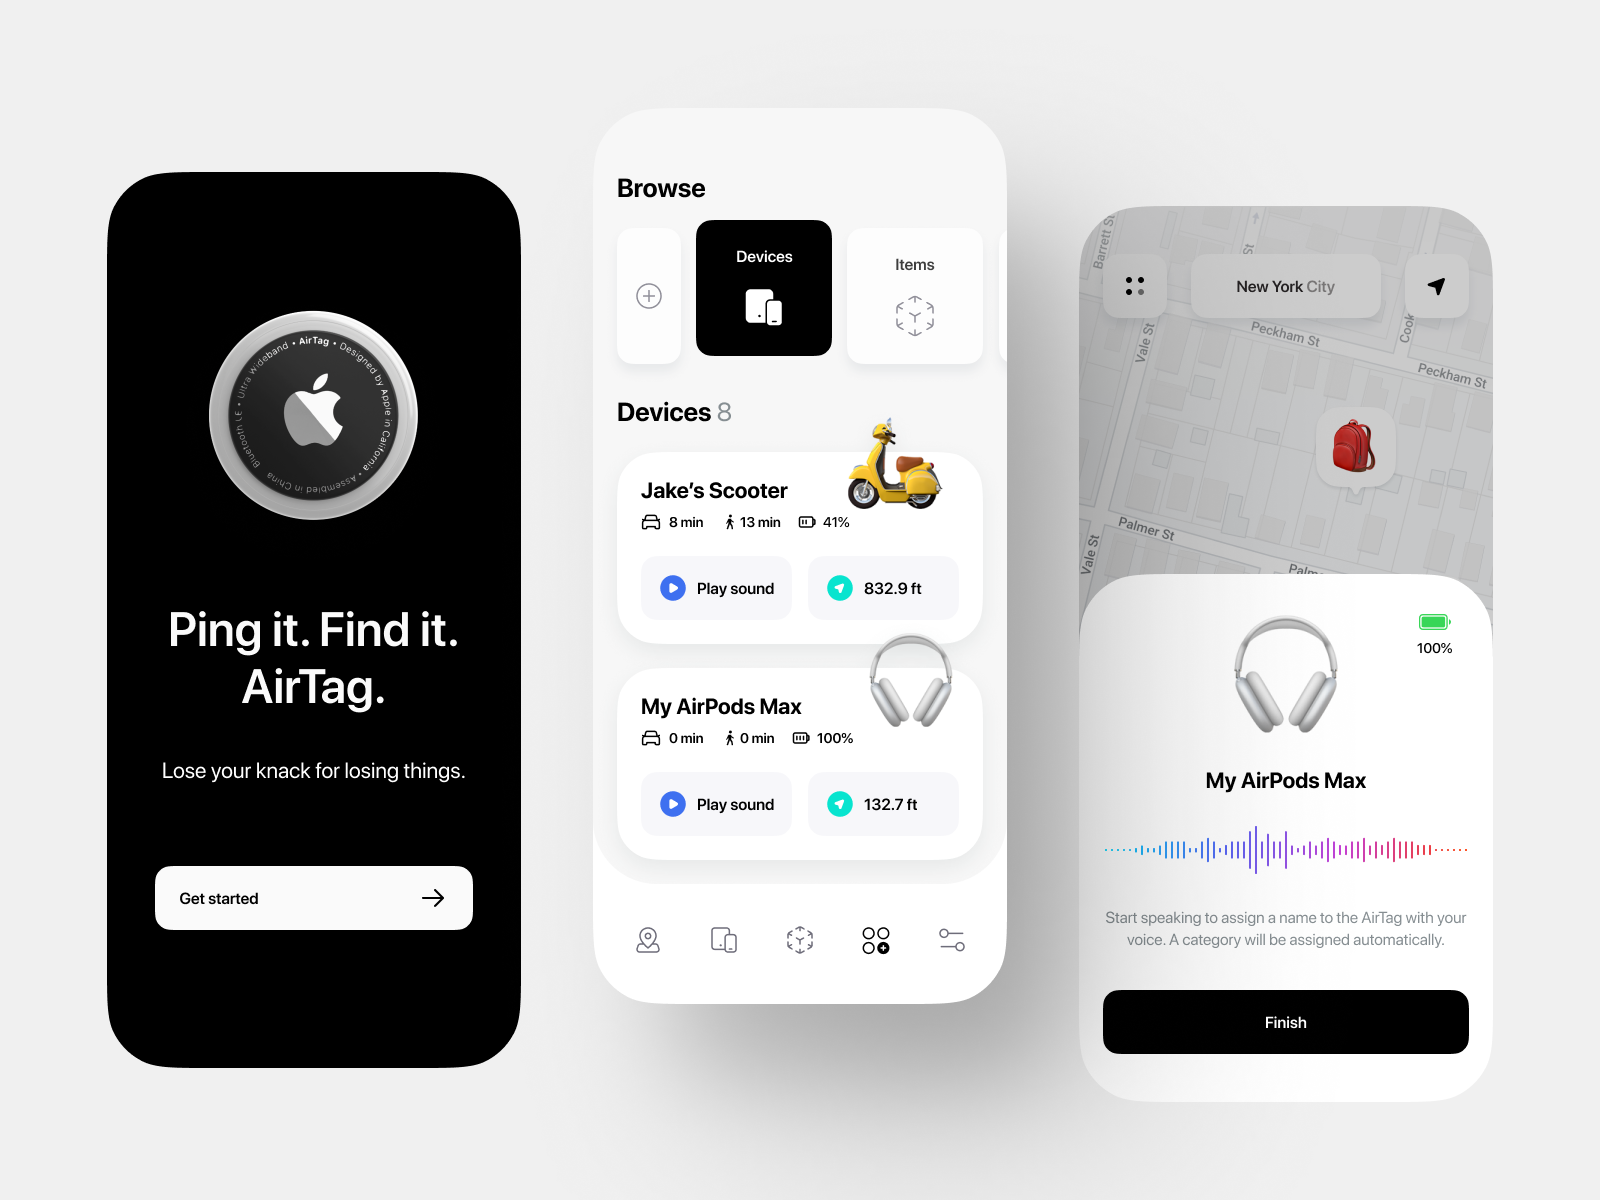 Ultra Wideband • AirTag • Designed by Apple in California • Assembled in China
Bluetooth LE •
Ping it. Find it.
AirTag.
Lose your knack for losing things.
Get started
Browse
Devices
Items
Devices 8
Jake’s Scooter
8 min
13 min
41%
Play sound
832.9 ft
My AirPods Max
0 min
0 min
100%
Play sound
132.7 ft
Barrett St
St
New York City
Vale St
Peckham St
Cook
Peckham St
Palmer St
Vale St
Palm
100%
My AirPods Max
Start speaking to assign a name to the AirTag with your
voice. A category will be assigned automatically.
Finish